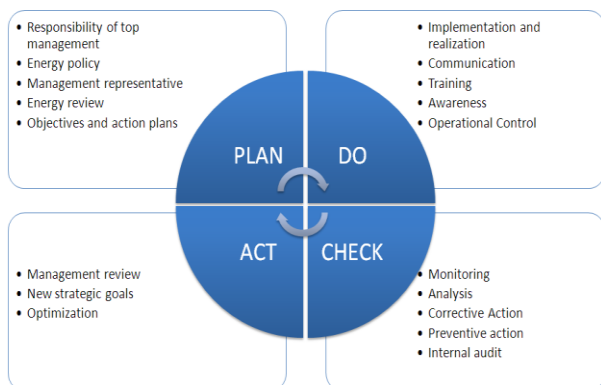 • Responsibility of top
management
• Energy policy
• Management representative
• Energy review
• Objectives and action plans
• Implementation and
realization
• Communication
• Training
• Awareness
• Operational Control
PLAN
DO
ACT
CHECK
• Management review
• New strategic goals
• Optimization
• Monitoring
• Analysis
• Corrective Action
• Preventive action
• Internal audit